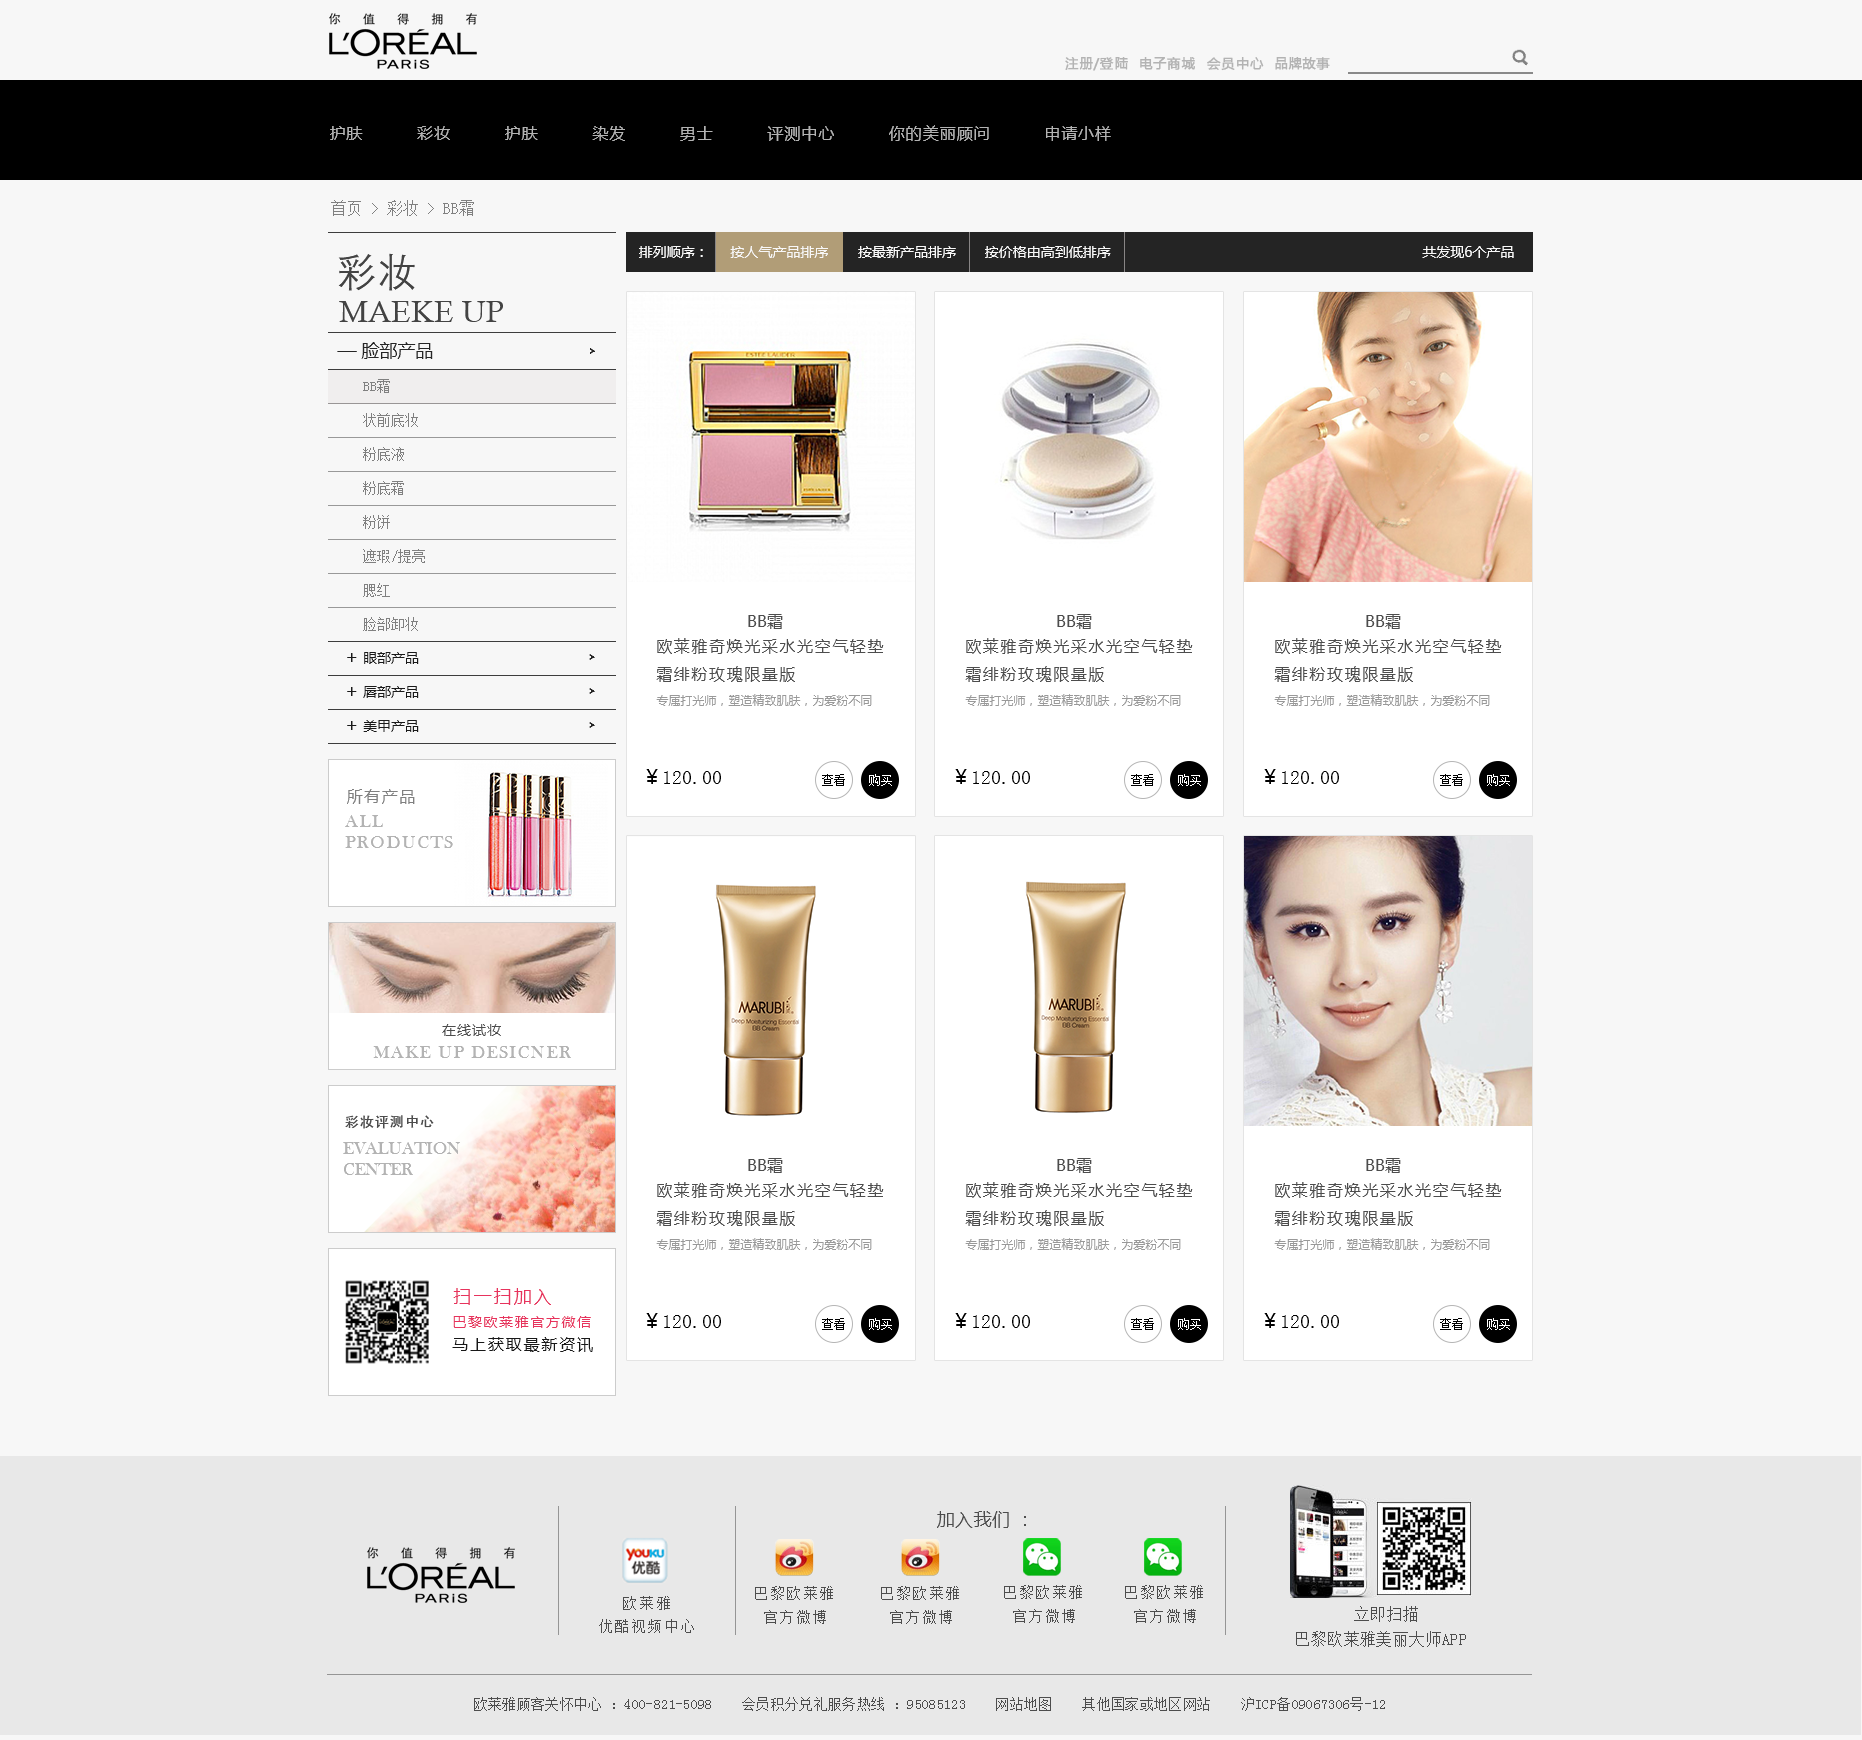 你 值 得 拥 有
L'ORÉAL
PARiS
注册/登陆 电子商城 会员中心 品牌故事
护肤 彩妆 护肤 染发 男士 评测中心 你的美丽顾问 申请小样
首页 > 彩妆 > BB霜
彩妆
MAEKE UP
— 脸部产品
BB霜
状前底妆
粉底液
粉底霜
粉饼
遮瑕/提亮
腮红
脸部卸妆
+ 眼部产品
+ 唇部产品
+ 美甲产品
所有产品
ALL
PRODUCTS
在线试妆
MAKE UP DESICNER
彩妆评测中心
EVALUATION
CENTER
扫一扫加入
巴黎欧莱雅官方微信
马上获取最新资讯
排列顺序： 按人气产品排序 按最新产品排序 按价格由高到低排序 共发现6个产品
ESTEE LAUDER
BB霜
欧莱雅奇焕光采水光空气轻垫
霜绯粉玫瑰限量版
专属打光师，塑造精致肌肤，为爱粉不同
¥120.00 查看 购买
BB霜
欧莱雅奇焕光采水光空气轻垫
霜绯粉玫瑰限量版
专属打光师，塑造精致肌肤，为爱粉不同
¥120.00 查看 购买
BB霜
欧莱雅奇焕光采水光空气轻垫
霜绯粉玫瑰限量版
专属打光师，塑造精致肌肤，为爱粉不同
¥120.00 查看 购买
MARUBI
Deep Moisturizing Essential
BB Cream
BB霜
欧莱雅奇焕光采水光空气轻垫
霜绯粉玫瑰限量版
专属打光师，塑造精致肌肤，为爱粉不同
¥120.00 查看 购买
MARUBI
Deep Moisturizing Essential
BB Cream
BB霜
欧莱雅奇焕光采水光空气轻垫
霜绯粉玫瑰限量版
专属打光师，塑造精致肌肤，为爱粉不同
¥120.00 查看 购买
BB霜
欧莱雅奇焕光采水光空气轻垫
霜绯粉玫瑰限量版
专属打光师，塑造精致肌肤，为爱粉不同
¥120.00 查看 购买
你 值 得 拥 有
L'ORÉAL
PARiS
YOUKU
优酷
欧莱雅
优酷视频中心
加入我们 ：
巴黎欧莱雅
官方微博
巴黎欧莱雅
官方微博
巴黎欧莱雅
官方微博
巴黎欧莱雅
官方微博
立即扫描
巴黎欧莱雅美丽大师APP
欧莱雅顾客关怀中心 ：400-821-5098 会员积分兑礼服务热线 ：95085123 网站地图 其他国家或地区网站 沪ICP备09067306号-12